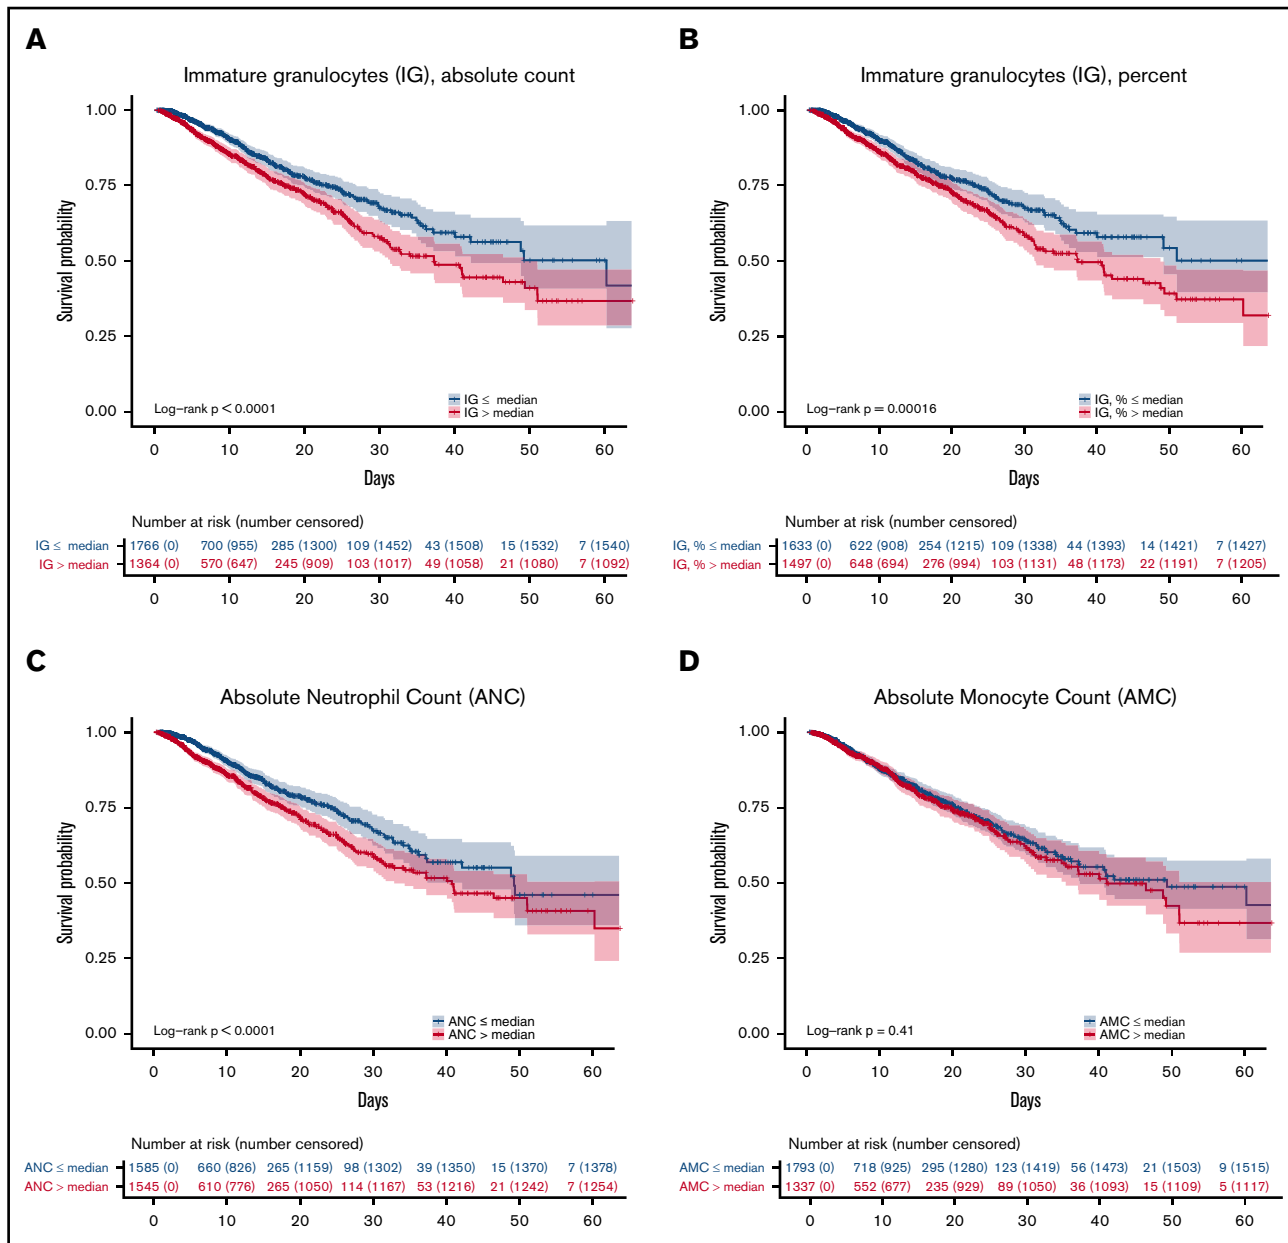 A
Immature granulocytes (IG), absolute count
Survival probability
1.00
0.75
0.50
0.25
0.00
Log-rank p < 0.0001
IG ≤ median
IG > median
0 10 20 30 40 50 60
Days
Number at risk (number censored)
IG ≤ median 1766 (0) 700 (955) 285 (1300) 109 (1452) 43 (1508) 15 (1532) 7 (1540)
IG > median 1364 (0) 570 (647) 245 (909) 103 (1017) 49 (1058) 21 (1080) 7 (1092)
0 10 20 30 40 50 60
B
Immature granulocytes (IG), percent
Survival probability
1.00
0.75
0.50
0.25
0.00
Log-rank p = 0.00016
IG, % ≤ median
IG, % > median
0 10 20 30 40 50 60
Days
Number at risk (number censored)
IG, % ≤ median 1633 (0) 622 (908) 254 (1215) 109 (1338) 44 (1393) 14 (1421) 7 (1427)
IG, % > median 1497 (0) 648 (694) 276 (994) 103 (1131) 48 (1173) 22 (1191) 7 (1205)
0 10 20 30 40 50 60
C
Absolute Neutrophil Count (ANC)
Survival probability
1.00
0.75
0.50
0.25
0.00
Log-rank p < 0.0001
ANC ≤ median
ANC > median
0 10 20 30 40 50 60
Days
Number at risk (number censored)
ANC ≤ median 1585 (0) 660 (826) 265 (1159) 98 (1302) 39 (1350) 15 (1370) 7 (1378)
ANC > median 1545 (0) 610 (776) 265 (1050) 114 (1167) 53 (1216) 21 (1242) 7 (1254)
0 10 20 30 40 50 60
D
Absolute Monocyte Count (AMC)
Survival probability
1.00
0.75
0.50
0.25
0.00
Log-rank p = 0.41
AMC ≤ median
AMC > median
0 10 20 30 40 50 60
Days
Number at risk (number censored)
AMC ≤ median 1793 (0) 718 (925) 295 (1280) 123 (1419) 56 (1473) 21 (1503) 9 (1515)
AMC > median 1337 (0) 552 (677) 235 (929) 89 (1050) 36 (1093) 15 (1109) 5 (1117)
0 10 20 30 40 50 60